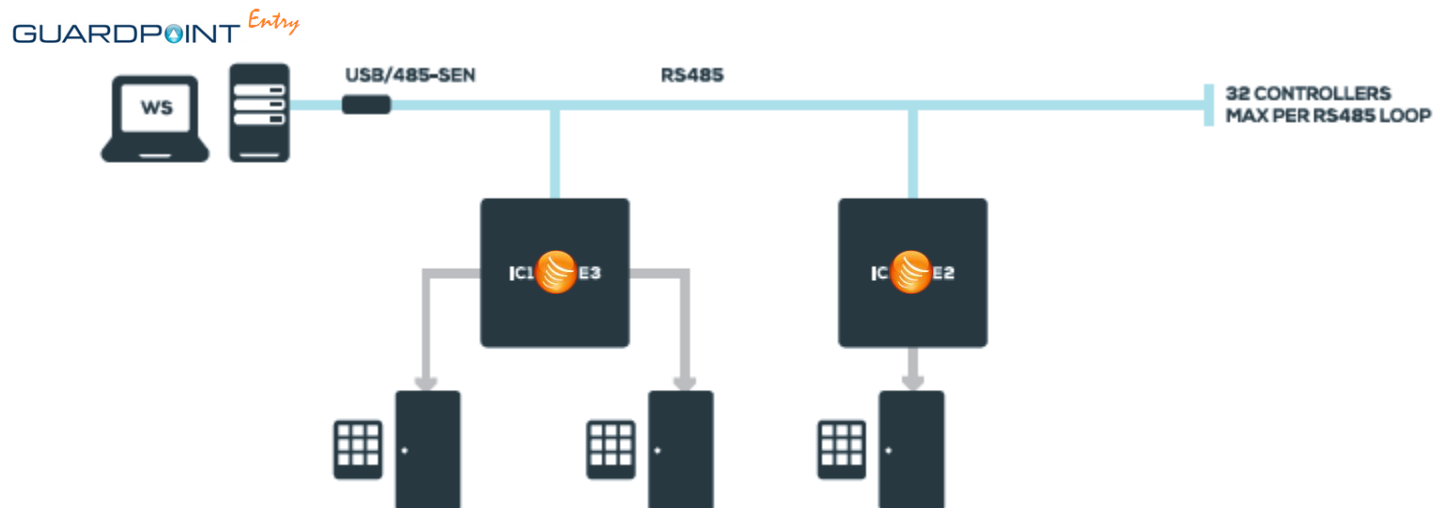 GUARDPOINT Entry
USB/485-SEN
RS485
WS
32 CONTROLLERS
MAX PER RS485 LOOP
IC1 E3
IC E2